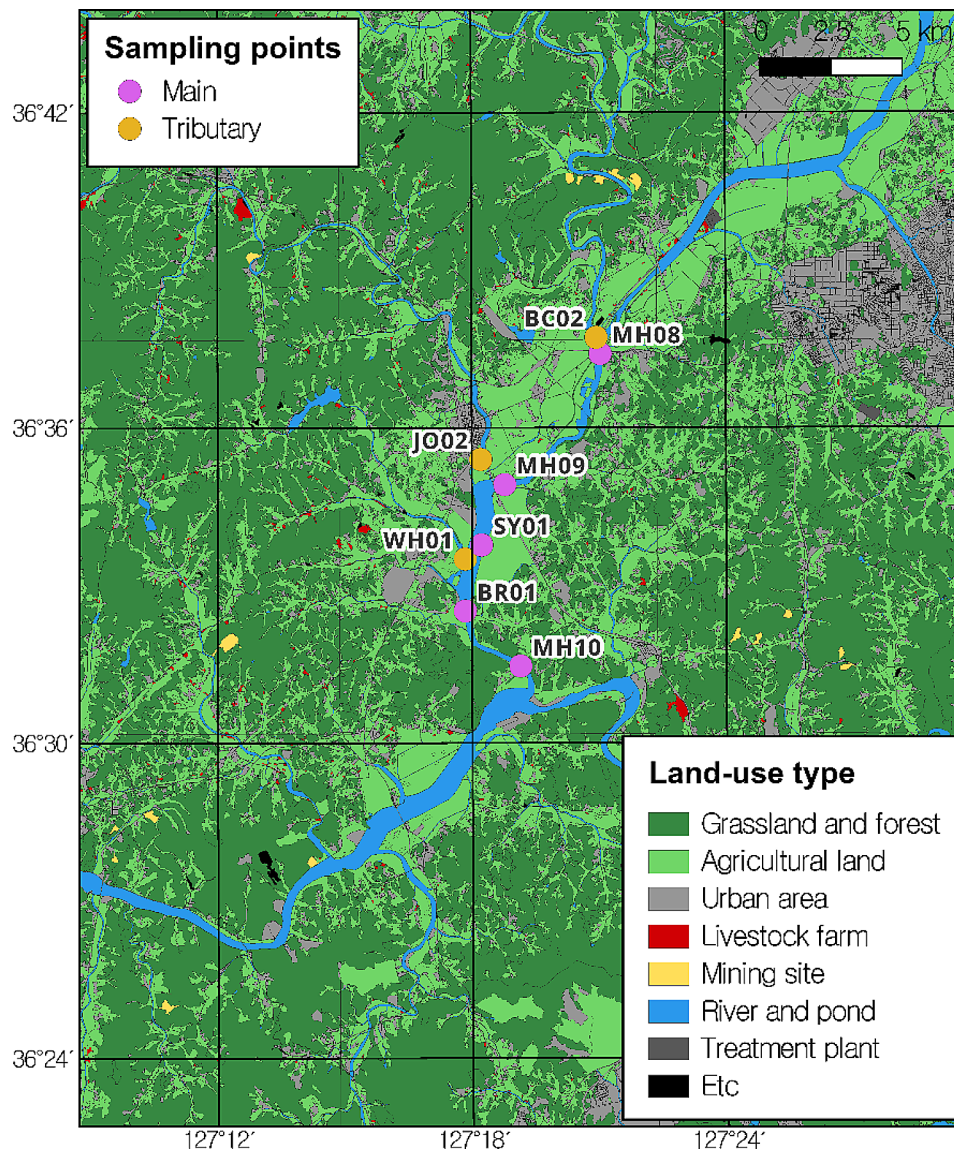 Sampling points
Main
Tributary
0 2.5 5 km
36°42′
36°36′
36°30′
36°24′
BC02
MH08
JO02
MH09
SY01
WH01
BR01
MH10
Land-use type
Grassland and forest
Agricultural land
Urban area
Livestock farm
Mining site
River and pond
Treatment plant
Etc
127°12′ 127°18′ 127°24′